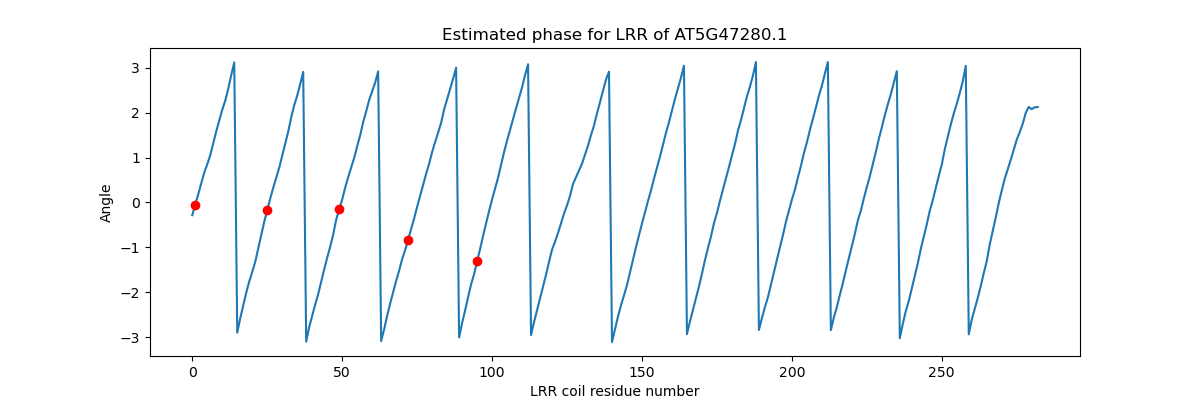 Estimated phase for LRR of AT5G47280.1
3
2
1
0
−1
−2
−3
Angle
0 50 100 150 200 250
LRR coil residue number